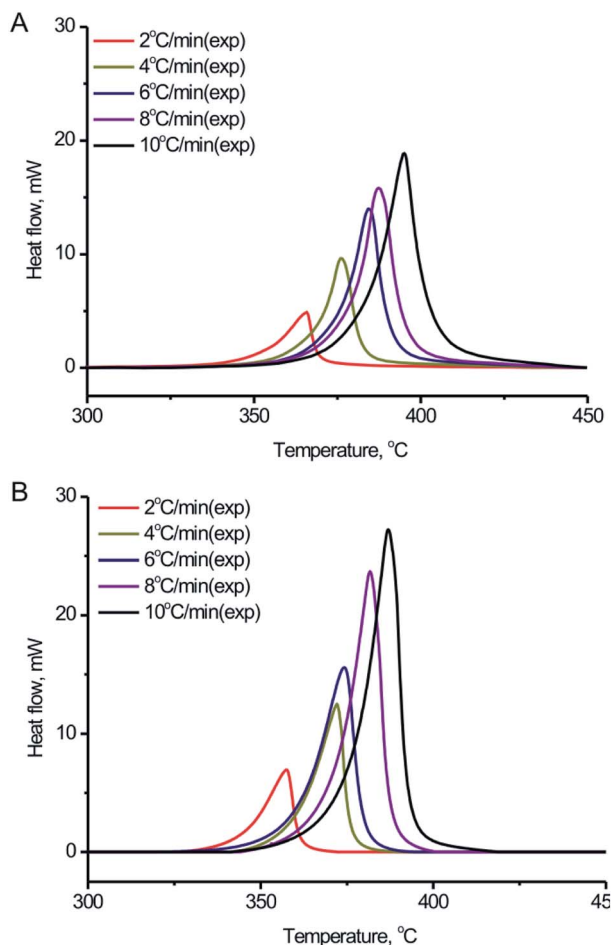 A
30
2°C/min(exp)
4°C/min(exp)
6°C/min(exp)
8°C/min(exp)
10°C/min(exp)
20
Heat flow, mW
10
0
300
350
400
450
Temperature, °C
B
30
2°C/min(exp)
4°C/min(exp)
6°C/min(exp)
8°C/min(exp)
10°C/min(exp)
20
Heat flow, mW
10
0
300
350
400
45
Temperature, °C